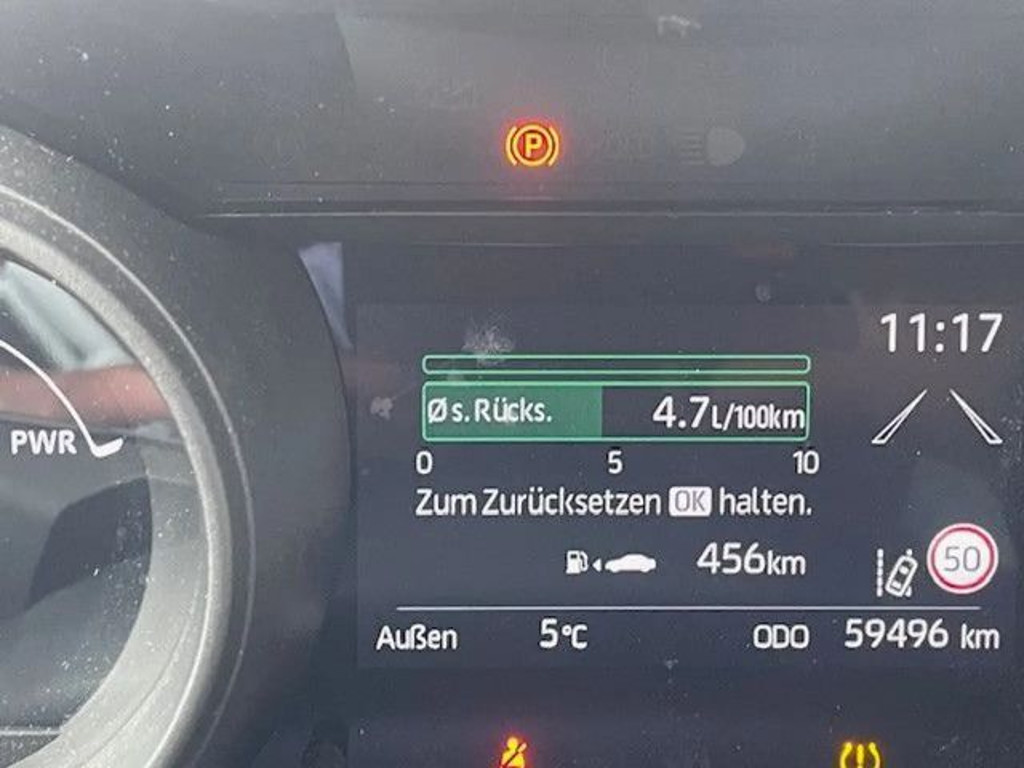 P
11:17
Ø s. Rücks. 4.7 L/100km
0 5 10
Zum Zurücksetzen OK halten.
PWR
456km
50
Außen 5°C ODO 59496 km